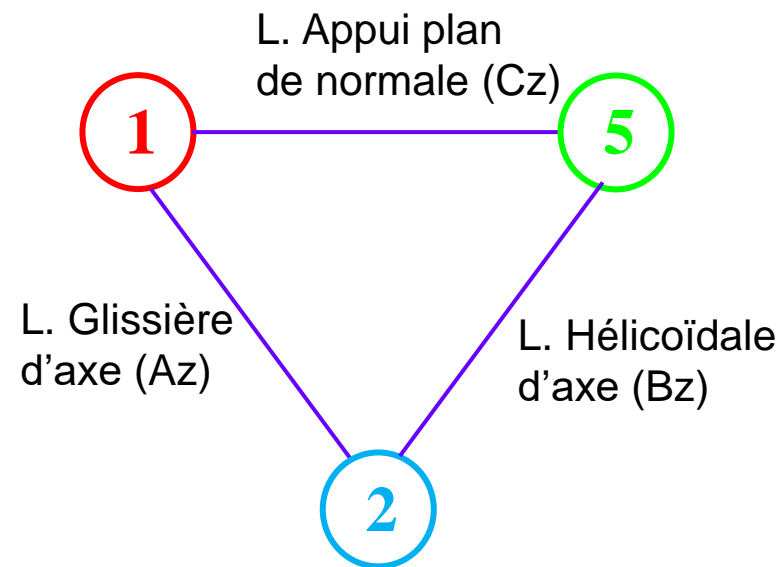 L. Appui plan
de normale (Cz)
1
5
L. Glissière
d’axe (Az)
L. Hélicoïdale
d’axe (Bz)
2